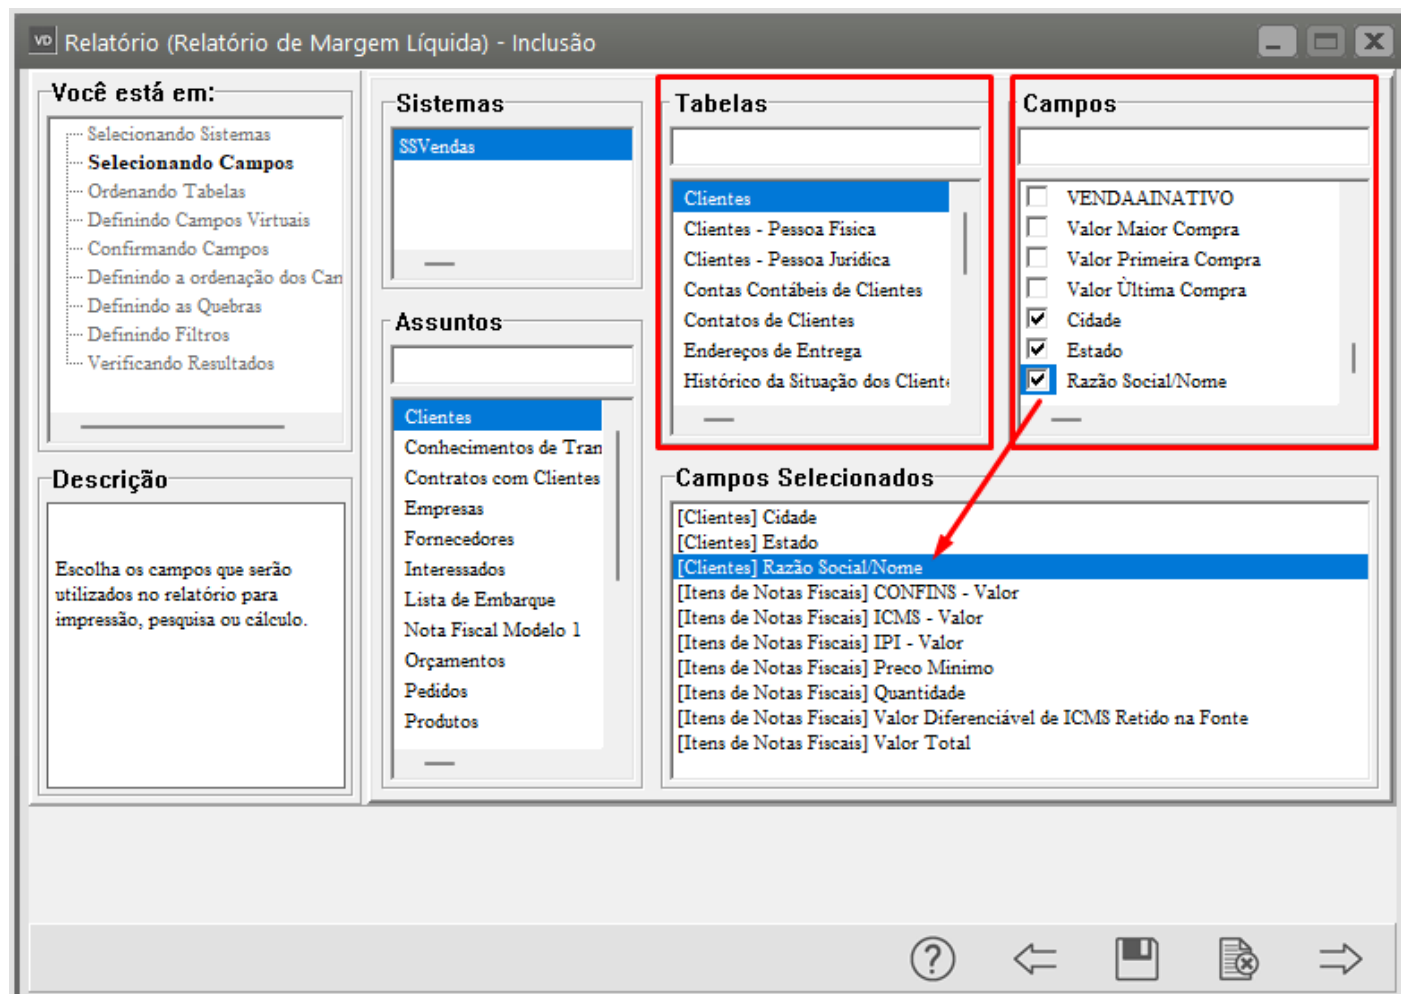 VD Relatório (Relatório de Margem Líquida) - Inclusão
Você está em:
Selecionando Sistemas
Selecionando Campos
Ordenando Tabelas
Definindo Campos Virtuais
Confirmando Campos
Definindo a ordenação dos Can
Definindo as Quebras
Definindo Filtros
Verificando Resultados
Descrição
Escolha os campos que serão
utilizados no relatório para
impressão, pesquisa ou cálculo.
Sistemas
SSVendas
Assuntos
Clientes
Conhecimentos de Tran
Contratos com Clientes
Empresas
Fornecedores
Interessados
Lista de Embarque
Nota Fiscal Modelo 1
Orçamentos
Pedidos
Produtos
Tabelas
Clientes
Clientes - Pessoa Fisica
Clientes - Pessoa Juridica
Contas Contábeis de Clientes
Contatos de Clientes
Endereços de Entrega
Histórico da Situação dos Cliente
Campos
VENDAAINATIVO
Valor Maior Compra
Valor Primeira Compra
Valor Ùltima Compra
Cidade
Estado
Razão Social/Nome
Campos Selecionados
[Clientes] Cidade
[Clientes] Estado
[Clientes] Razão Social/Nome
[Itens de Notas Fiscais] CONFINS - Valor
[Itens de Notas Fiscais] ICMS - Valor
[Itens de Notas Fiscais] IPI - Valor
[Itens de Notas Fiscais] Preco Minimo
[Itens de Notas Fiscais] Quantidade
[Itens de Notas Fiscais] Valor Diferenciável de ICMS Retido na Fonte
[Itens de Notas Fiscais] Valor Total